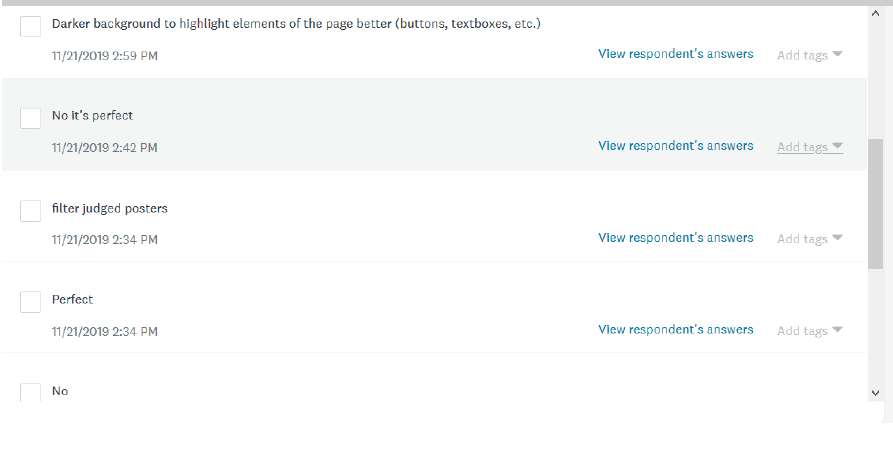 Darker background to highlight elements of the page better (buttons, textboxes, etc.)
11/21/2019 2:59 PM View respondent's answers Add tags
No it's perfect
11/21/2019 2:42 PM View respondent's answers Add tags
filter judged posters
11/21/2019 2:34 PM View respondent's answers Add tags
Perfect
11/21/2019 2:34 PM View respondent's answers Add tags
No